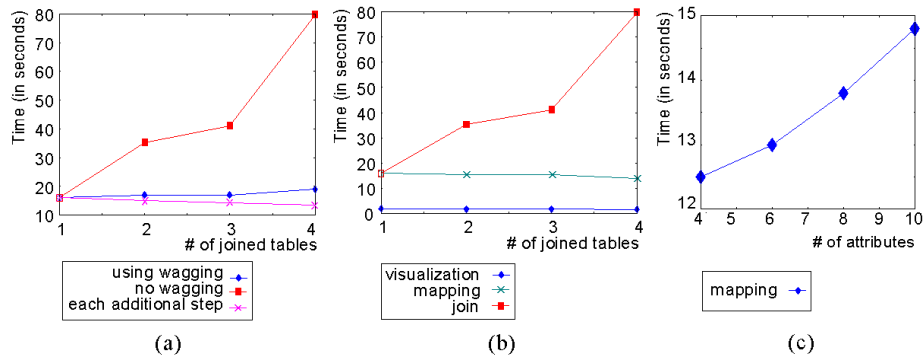 80
80
60
50
40
30
20
10
Time (in seconds)
1 2 3 4
# of joined tables
using wagging
no wagging
each additional step
(a)
80
80
60
50
40
30
20
10
0
Time (in seconds)
1 2 3 4
# of joined tables
visualization
mapping
join
(b)
15
14
13
12
Time (in seconds)
4 5 6 7 8 9 10
# of attributes
mapping
(c)